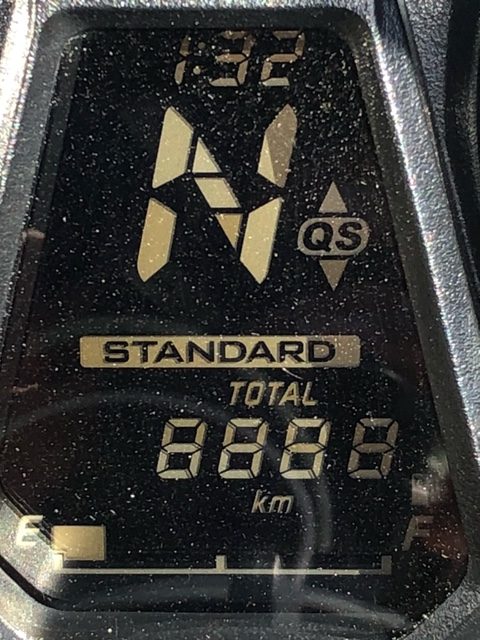 1:32
N
QS
STANDARD
TOTAL
8888
km
E F